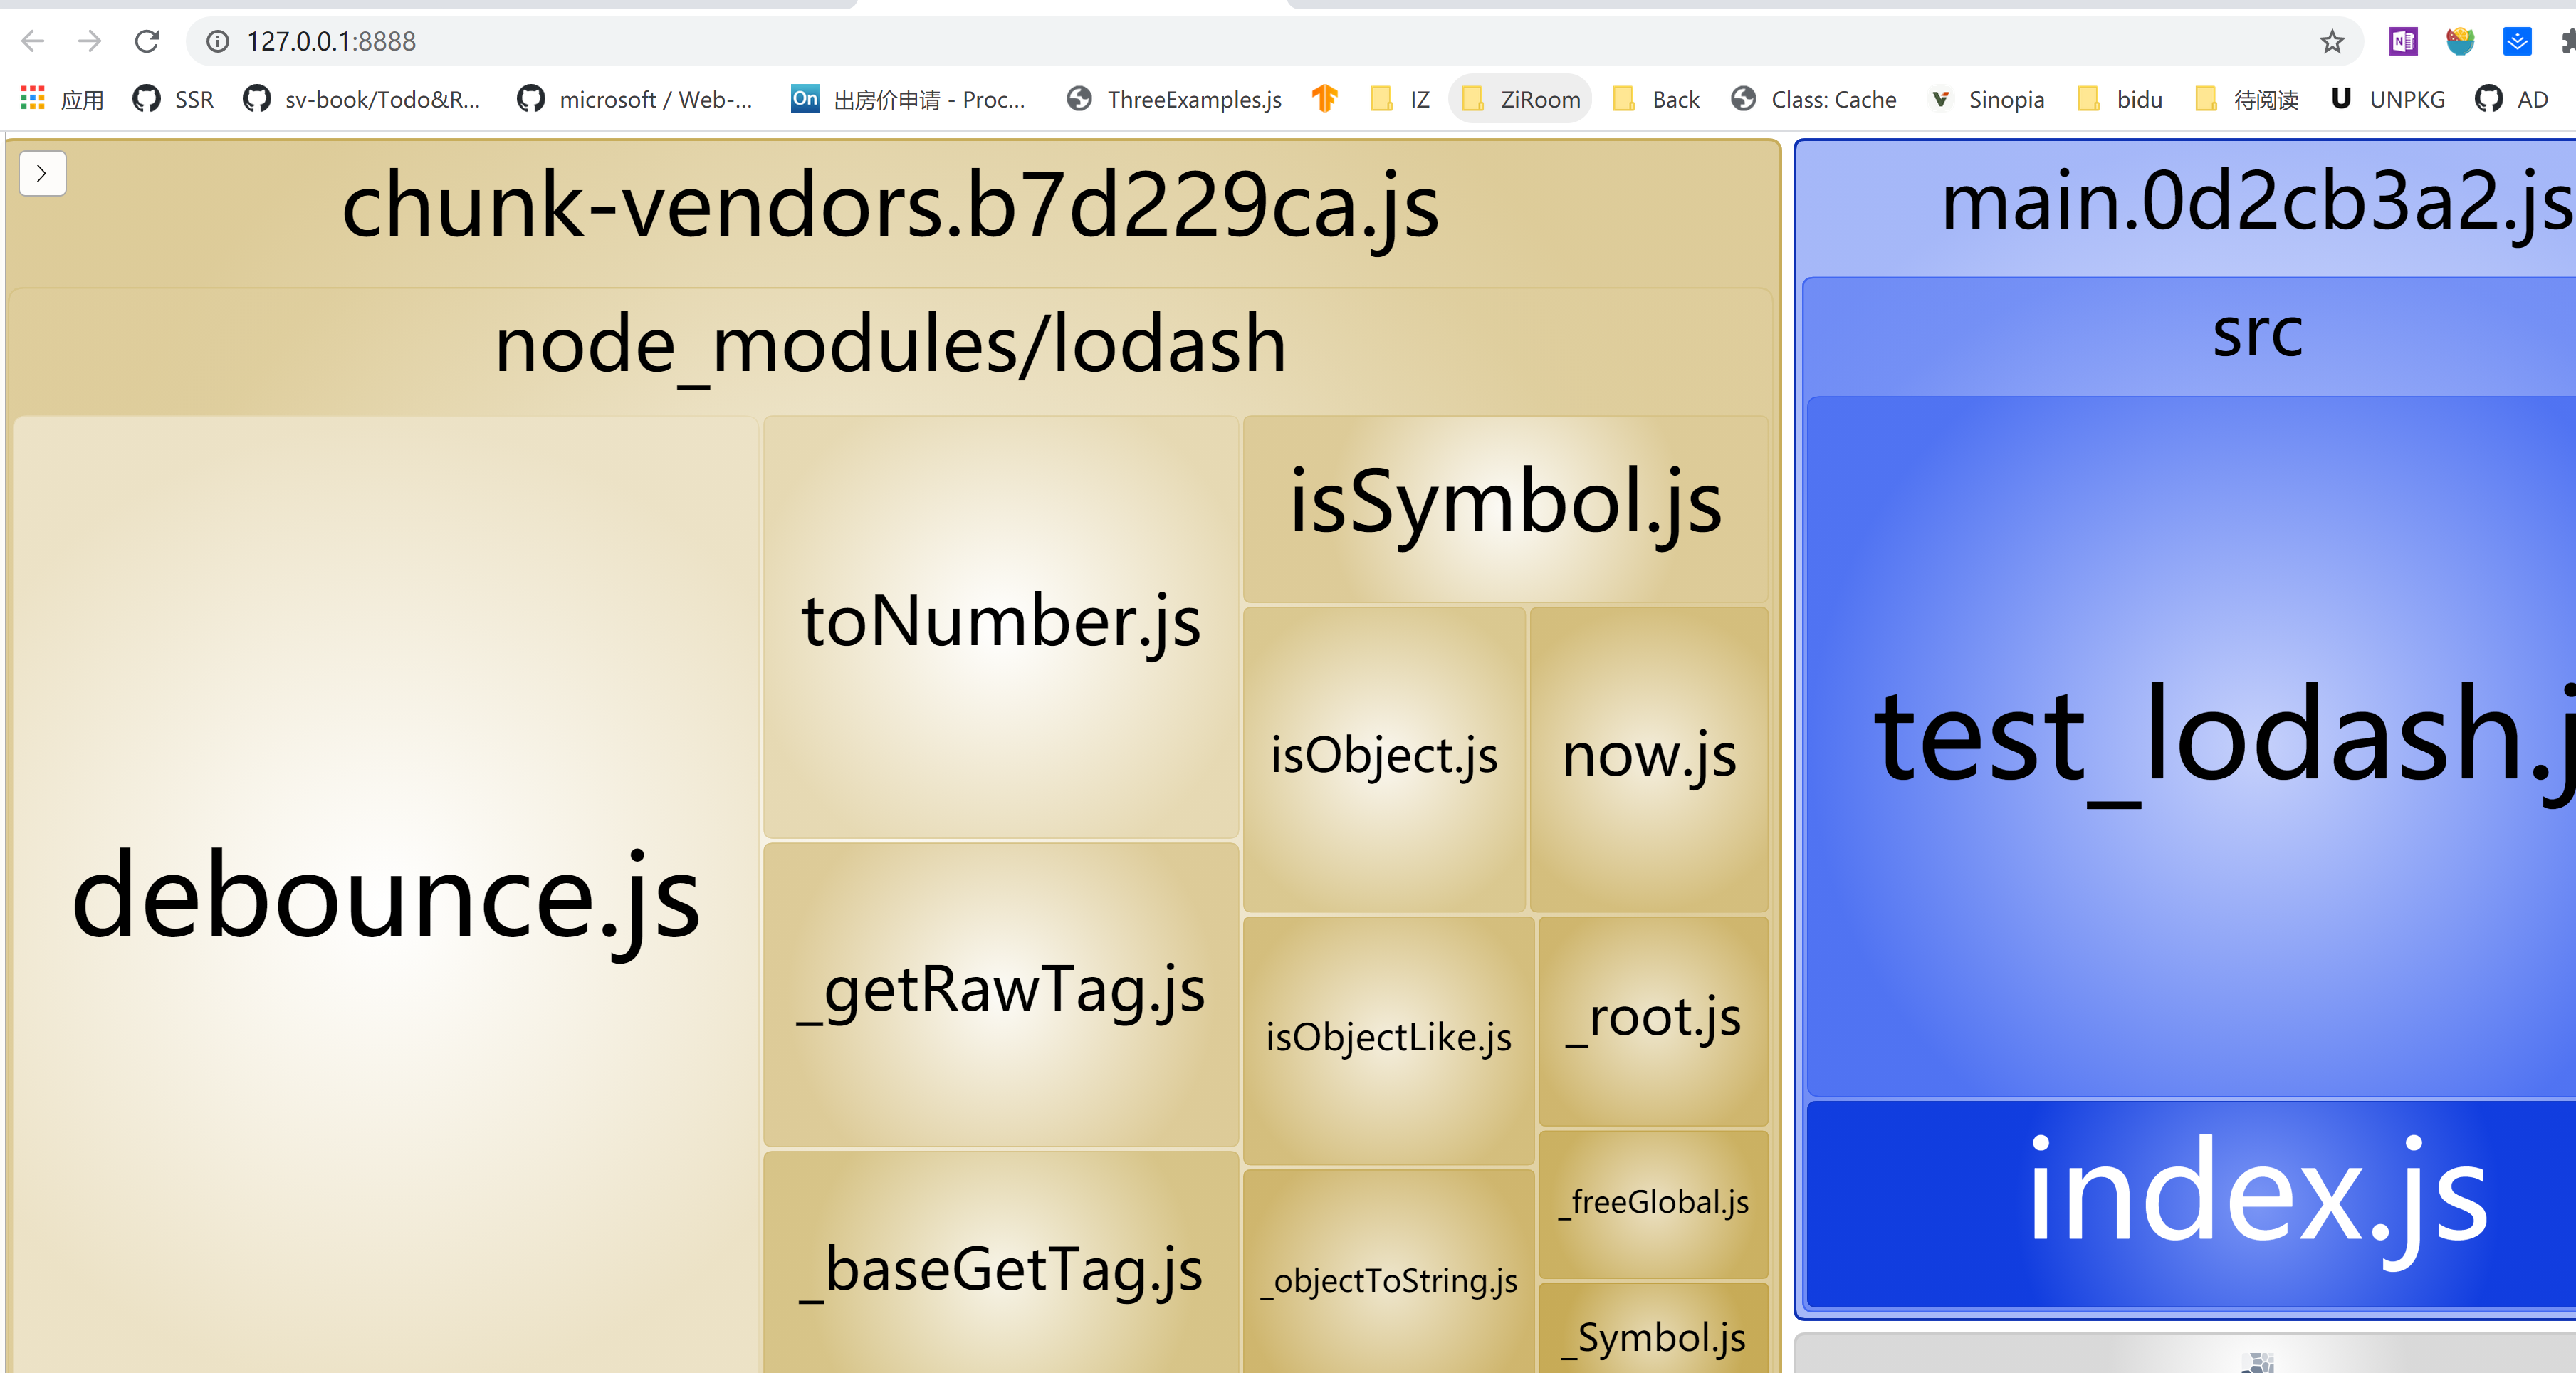 127.0.0.1:8888
应用 SSR sv-book/Todo&R... microsoft / Web-... On 出房价申请 - Proc... ThreeExamples.js IZ ZiRoom Back Class: Cache Sinopia bidu 待阅读 U UNPKG AD
chunk-vendors.b7d229ca.js
node_modules/lodash
debounce.js
toNumber.js
_getRawTag.js
_baseGetTag.js
isSymbol.js
isObject.js
now.js
isObjectLike.js
_root.js
_freeGlobal.js
_objectToString.js
_Symbol.js
main.0d2cb3a2.js
src
test_lodash.j
index.js